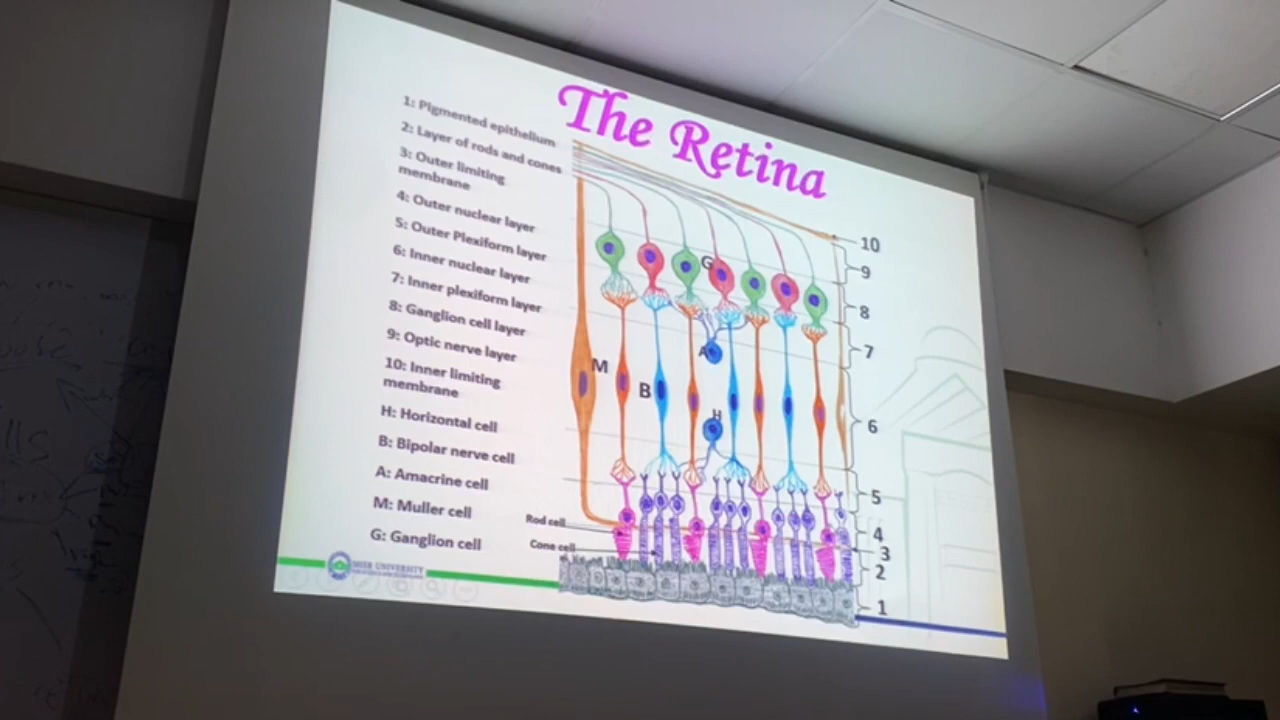 The Retina
1: Pigmented epithelium
2: Layer of rods and cones
3: Outer limiting
membrane
4: Outer nuclear layer
5: Outer Plexiform layer
6: Inner nuclear layer
7: Inner plexiform layer
8: Ganglion cell layer
9: Optic nerve layer
10: Inner limiting
membrane
H: Horizontal cell
B: Bipolar nerve cell
A: Amacrine cell
M: Muller cell
G: Ganglion cell
Rod cell
Cone cell
G
A
M
B
H
10
9
8
7
6
5
4
3
2
1
MISR UNIVERSITY